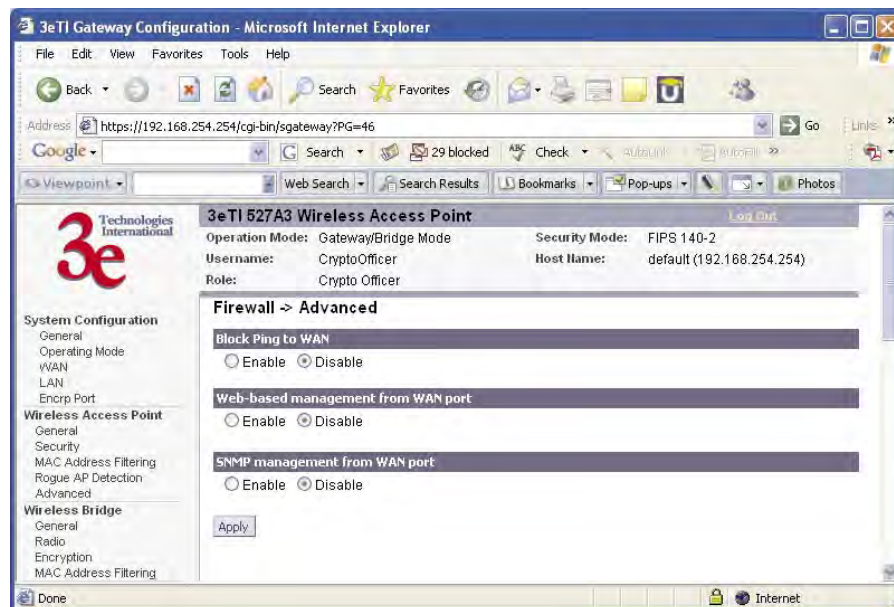 3eTI Gateway Configuration - Microsoft Internet Explorer
File Edit View Favorites Tools Help
Back Search Favorites
Address https://192.168.254.254/cgi-bin/sgateway?PG=46 Go Links »
Google Search 29 blocked ABC Check AutoLink AutoFill »
Viewpoint Web Search Search Results Bookmarks Pop-ups Photos
3e Technologies International
3eTI 527A3 Wireless Access Point Log Out
Operation Mode: Gateway/Bridge Mode Security Mode: FIPS 140-2
Username: CryptoOfficer Host Name: default (192.168.254.254)
Role: Crypto Officer
System Configuration
General
Operating Mode
WAN
LAN
Encrp Port
Wireless Access Point
General
Security
MAC Address Filtering
Rogue AP Detection
Advanced
Wireless Bridge
General
Radio
Encryption
MAC Address Filtering
Firewall -> Advanced
Block Ping to WAN
Enable Disable
Web-based management from WAN port
Enable Disable
SNMP management from WAN port
Enable Disable
Apply
Done Internet